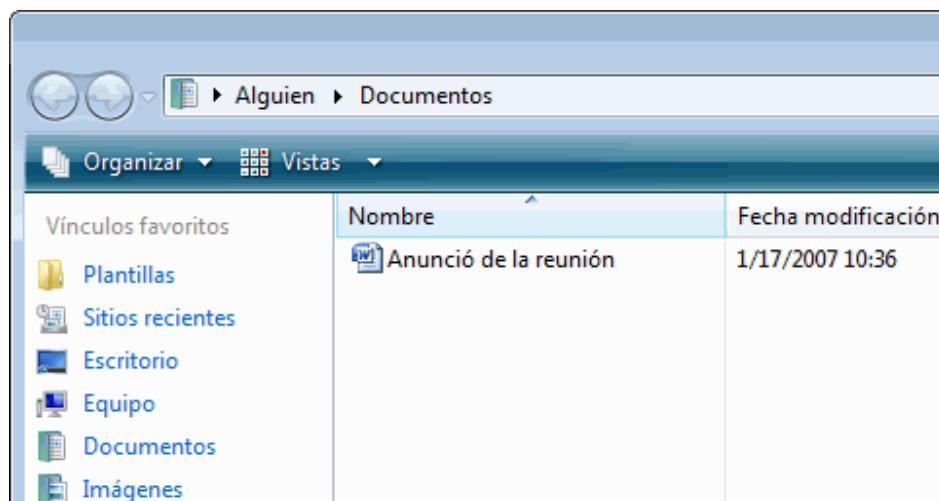 Alguien Documentos
Organizar Vistas
Vínculos favoritos
Nombre Fecha modificación
Plantillas
Anunció de la reunión 1/17/2007 10:36
Sitios recientes
Escritorio
Equipo
Documentos
Imágenes